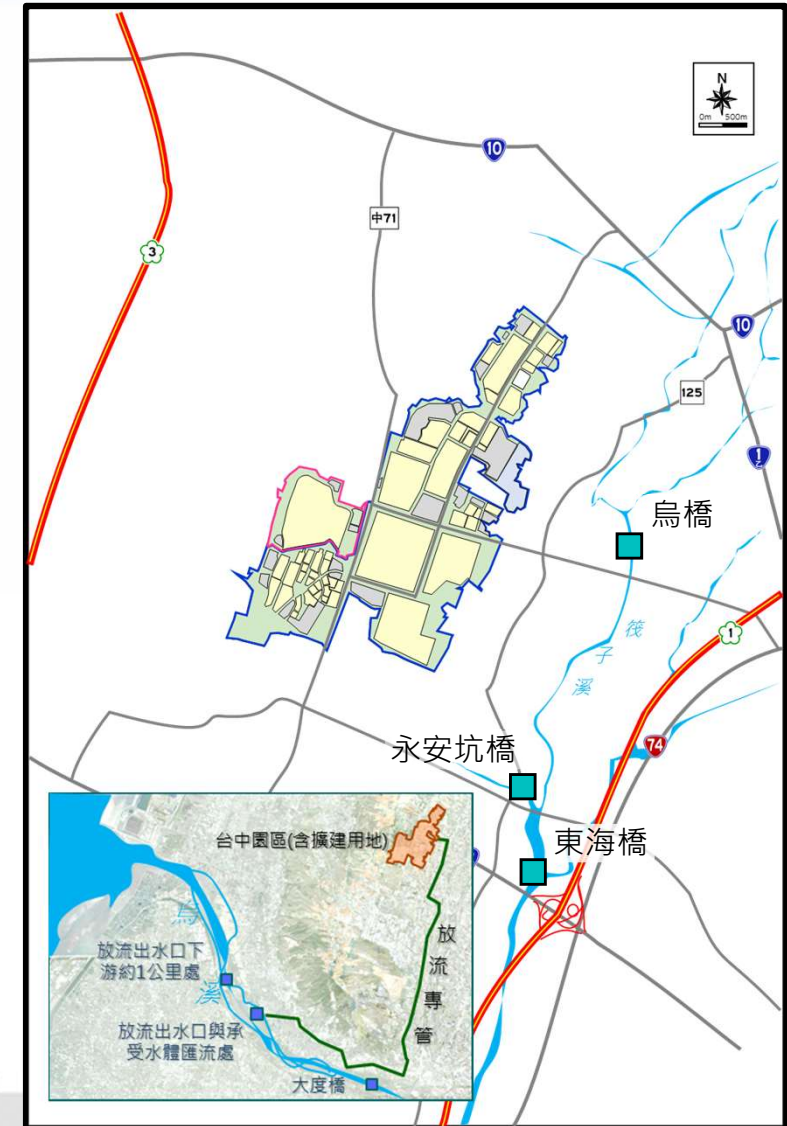 N
0m 500m
10
中71
3
10
125
1乙
烏橋
1
筏
子
溪
74
永安坑橋
東海橋
台中園區(含擴建用地)
烏
溪
放流出水口下
游約1公里處
放
流
專
管
放流出水口與承
受水體匯流處
大度橋